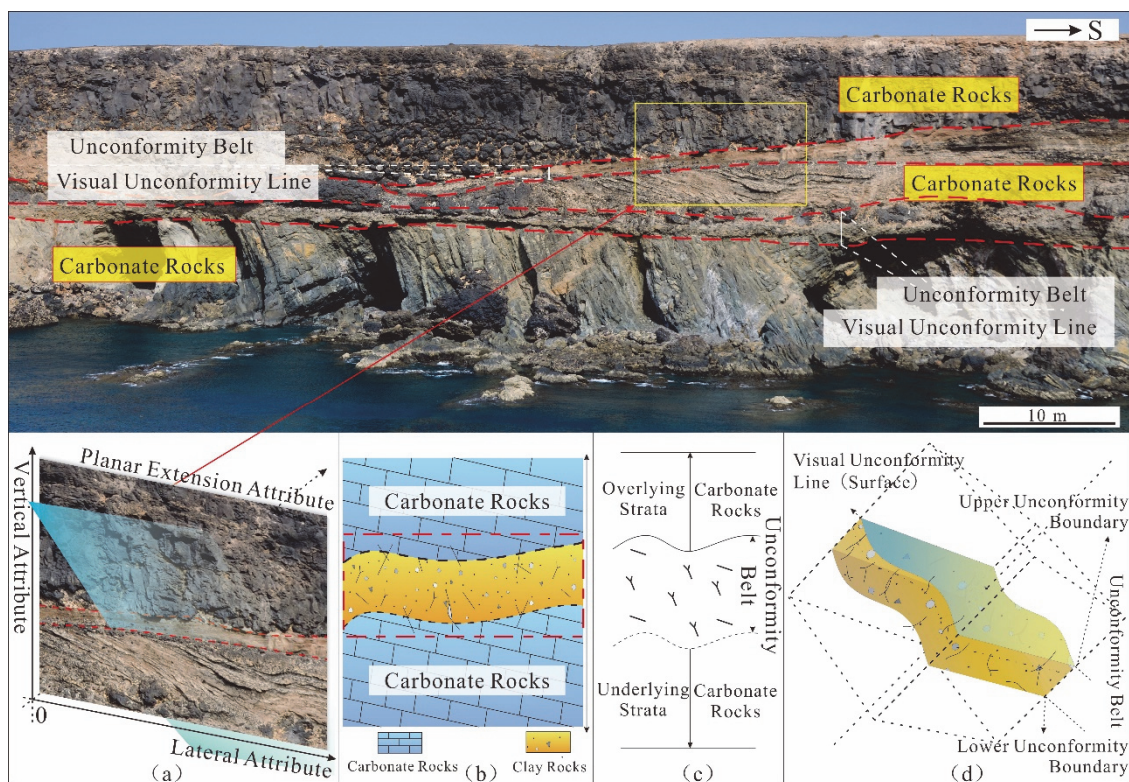 S
Carbonate Rocks
Unconformity Belt
Visual Unconformity Line
Carbonate Rocks
Carbonate Rocks
Unconformity Belt
Visual Unconformity Line
10 m
Vertical Attribute
Planar Extension Attribute
:0
Lateral Attribute
(a)
Carbonate Rocks
Carbonate Rocks
Carbonate Rocks
Clay Rocks
(b)
Overlying
Strata
Carbonate
Rocks
Unconformity
Belt
Underlying
Strata
Carbonate
Rocks
(c)
Visual Unconformity
Line (Surface)
Upper Unconformity
Boundary
Unconformity Belt
Lower Unconformity
Boundary
(d)